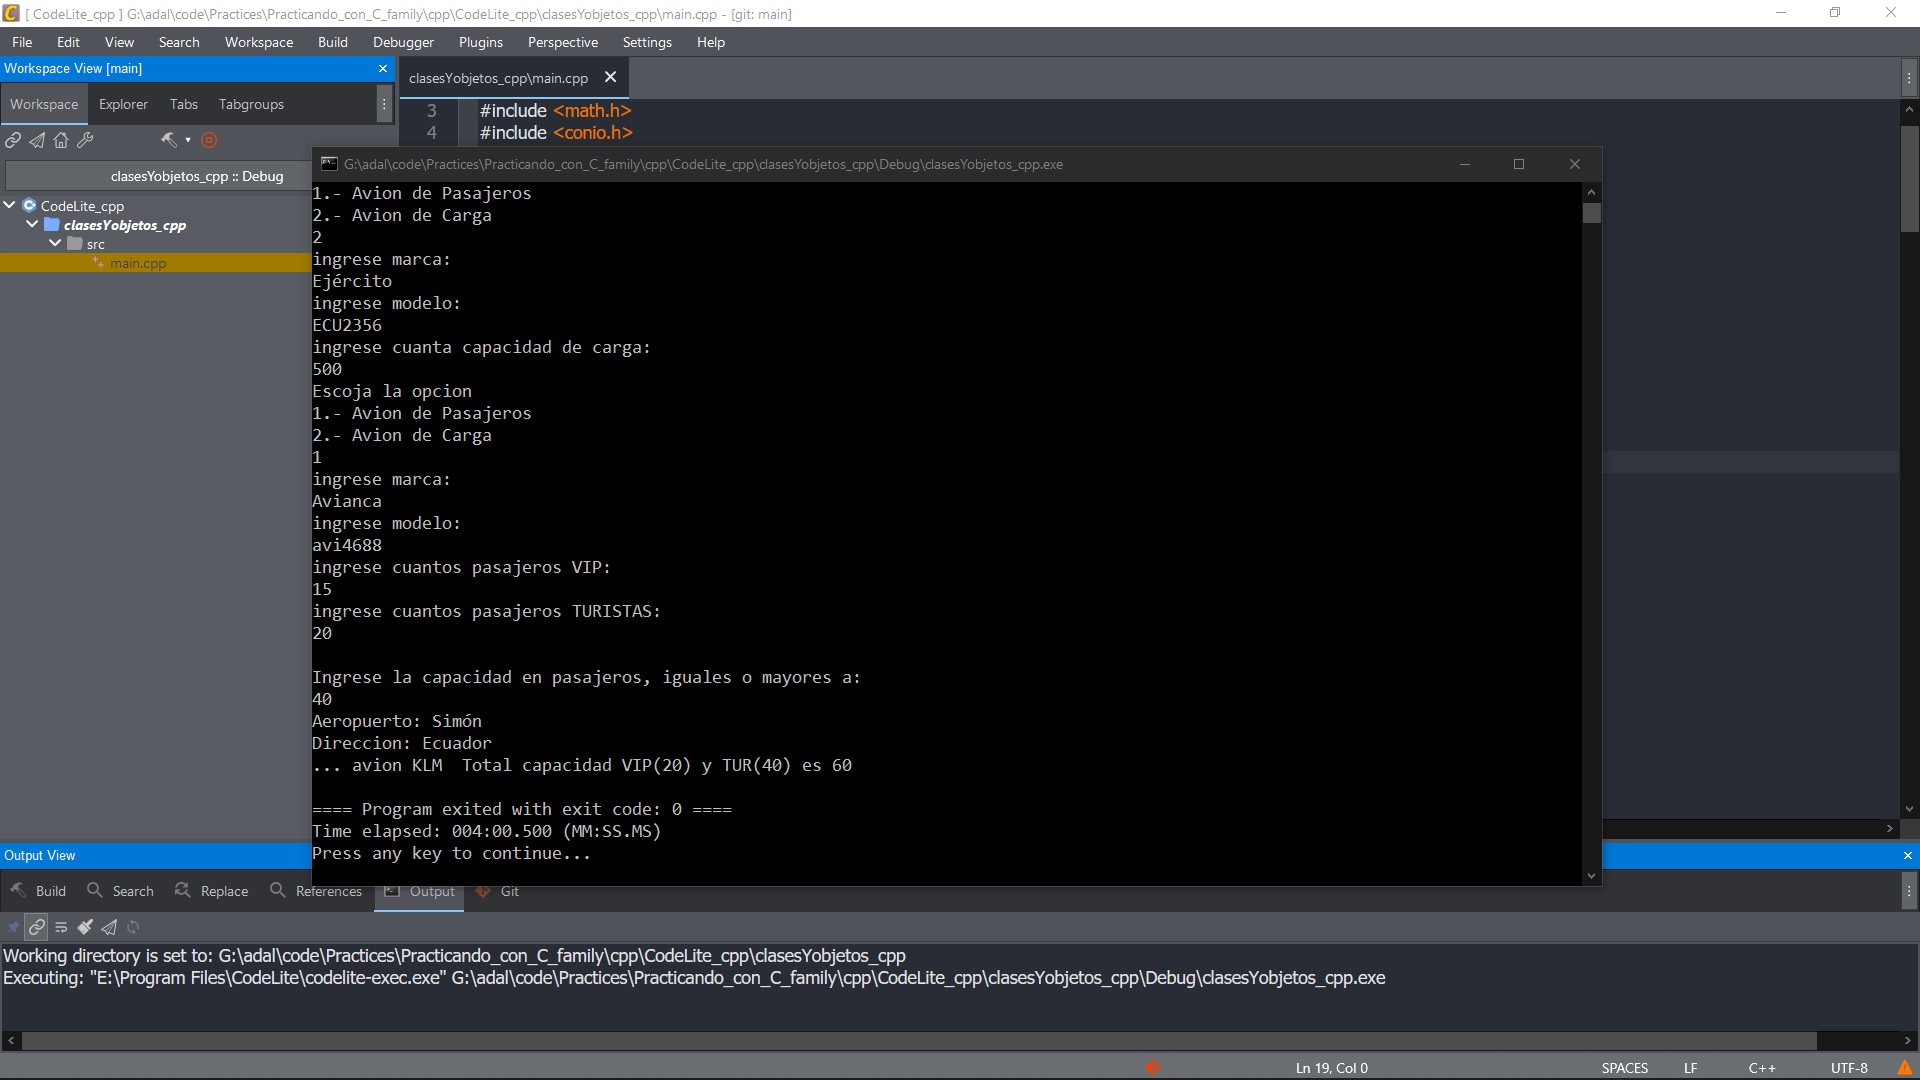 [ CodeLite_cpp ] G:\adal\code\Practices\Practicando_con_C_family\cpp\CodeLite_cpp\clasesYobjetos_cpp\main.cpp - [git: main]
File Edit View Search Workspace Build Debugger Plugins Perspective Settings Help
Workspace View [main]
Workspace Explorer Tabs Tabgroups
clasesYobjetos_cpp :: Debug
CodeLite_cpp
clasesYobjetos_cpp
src
main.cpp
clasesYobjetos_cpp\main.cpp
3 #include <math.h>
4 #include <conio.h>
G:\adal\code\Practices\Practicando_con_C_family\cpp\CodeLite_cpp\clasesYobjetos_cpp\Debug\clasesYobjetos_cpp.exe
1.- Avion de Pasajeros
2.- Avion de Carga
2
ingrese marca:
Ejército
ingrese modelo:
ECU2356
ingrese cuanta capacidad de carga:
500
Escoja la opcion
1.- Avion de Pasajeros
2.- Avion de Carga
1
ingrese marca:
Avianca
ingrese modelo:
avi4688
ingrese cuantos pasajeros VIP:
15
ingrese cuantos pasajeros TURISTAS:
20
Ingrese la capacidad en pasajeros, iguales o mayores a:
40
Aeropuerto: Simón
Direccion: Ecuador
... avion KLM  Total capacidad VIP(20) y TUR(40) es 60
==== Program exited with exit code: 0 ====
Time elapsed: 004:00.500 (MM:SS.MS)
Press any key to continue...
Output View
Build Search Replace References Output Git
Working directory is set to: G:\adal\code\Practices\Practicando_con_C_family\cpp\CodeLite_cpp\clasesYobjetos_cpp
Executing: "E:\Program Files\CodeLite\codelite-exec.exe" G:\adal\code\Practices\Practicando_con_C_family\cpp\CodeLite_cpp\clasesYobjetos_cpp\Debug\clasesYobjetos_cpp.exe
Ln 19, Col 0 SPACES LF C++ UTF-8